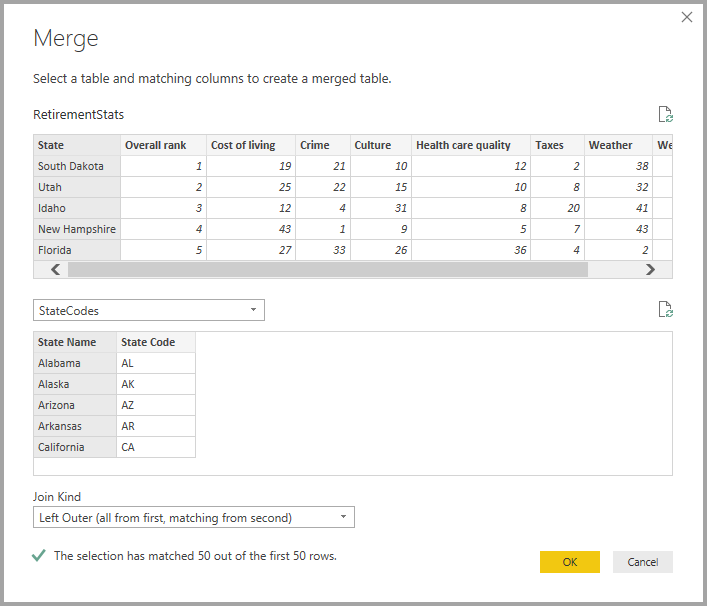 Merge
Select a table and matching columns to create a merged table.
RetirementStats
State Overall rank Cost of living Crime Culture Health care quality Taxes Weather We
South Dakota 1 19 21 10 12 2 38
Utah 2 25 22 15 10 8 32
Idaho 3 12 4 31 8 20 41
New Hampshire 4 43 1 9 5 7 43
Florida 5 27 33 26 36 4 2
StateCodes
State Name State Code
Alabama AL
Alaska AK
Arizona AZ
Arkansas AR
California CA
Join Kind
Left Outer (all from first, matching from second)
The selection has matched 50 out of the first 50 rows.
OK Cancel